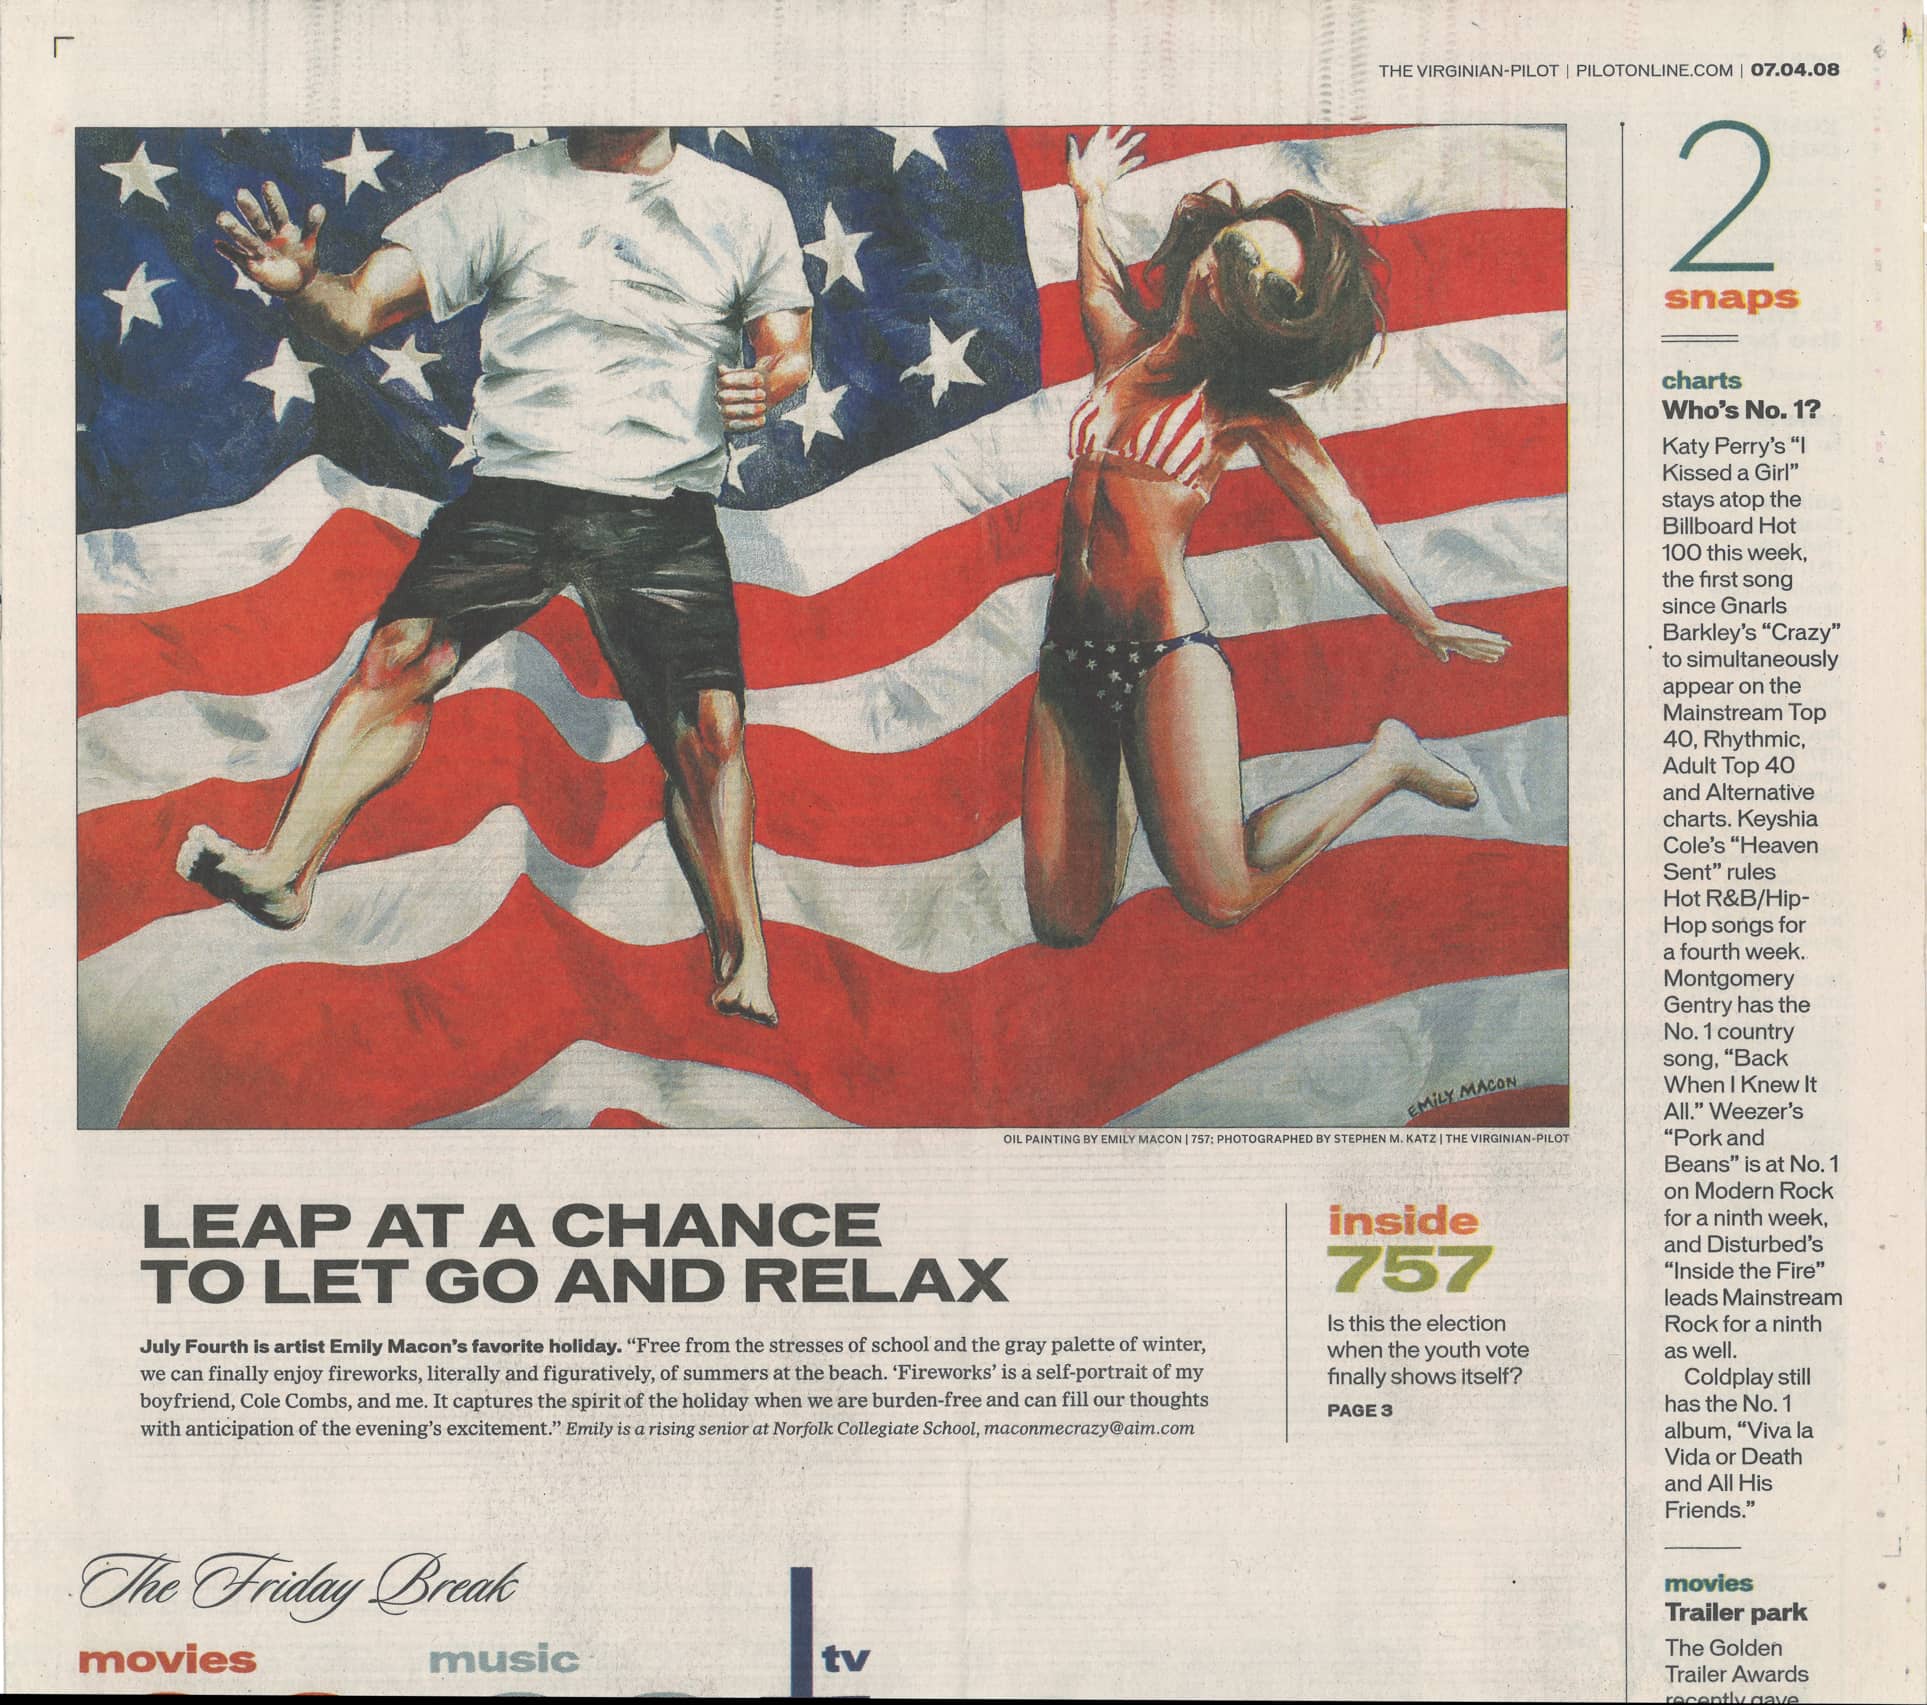 THE VIRGINIAN-PILOT | PILOTONLINE.COM | 07.04.08
EMILY MACON
OIL PAINTING BY EMILY MACON | 757; PHOTOGRAPHED BY STEPHEN M. KATZ | THE VIRGINIAN-PILOT
LEAP AT A CHANCE
TO LET GO AND RELAX
July Fourth is artist Emily Macon’s favorite holiday. “Free from the stresses of school and the gray palette of winter,
we can finally enjoy fireworks, literally and figuratively, of summers at the beach. ‘Fireworks’ is a self-portrait of my
boyfriend, Cole Combs, and me. It captures the spirit of the holiday when we are burden-free and can fill our thoughts
with anticipation of the evening’s excitement.” Emily is a rising senior at Norfolk Collegiate School, maconmecrazy@aim.com
inside
757
Is this the election
when the youth vote
finally shows itself?
PAGE 3
The Friday Break
movies
music
tv
2
snaps
charts
Who’s No. 1?
Katy Perry’s “I
Kissed a Girl”
stays atop the
Billboard Hot
100 this week,
the first song
since Gnarls
Barkley’s “Crazy”
to simultaneously
appear on the
Mainstream Top
40, Rhythmic,
Adult Top 40
and Alternative
charts. Keyshia
Cole’s “Heaven
Sent” rules
Hot R&B/Hip-
Hop songs for
a fourth week.
Montgomery
Gentry has the
No. 1 country
song, “Back
When I Knew It
All.” Weezer’s
“Pork and
Beans” is at No. 1
on Modern Rock
for a ninth week,
and Disturbed’s
“Inside the Fire”
leads Mainstream
Rock for a ninth
as well.
Coldplay still
has the No. 1
album, “Viva la
Vida or Death
and All His
Friends.”
movies
Trailer park
The Golden
Trailer Awards
recently gave